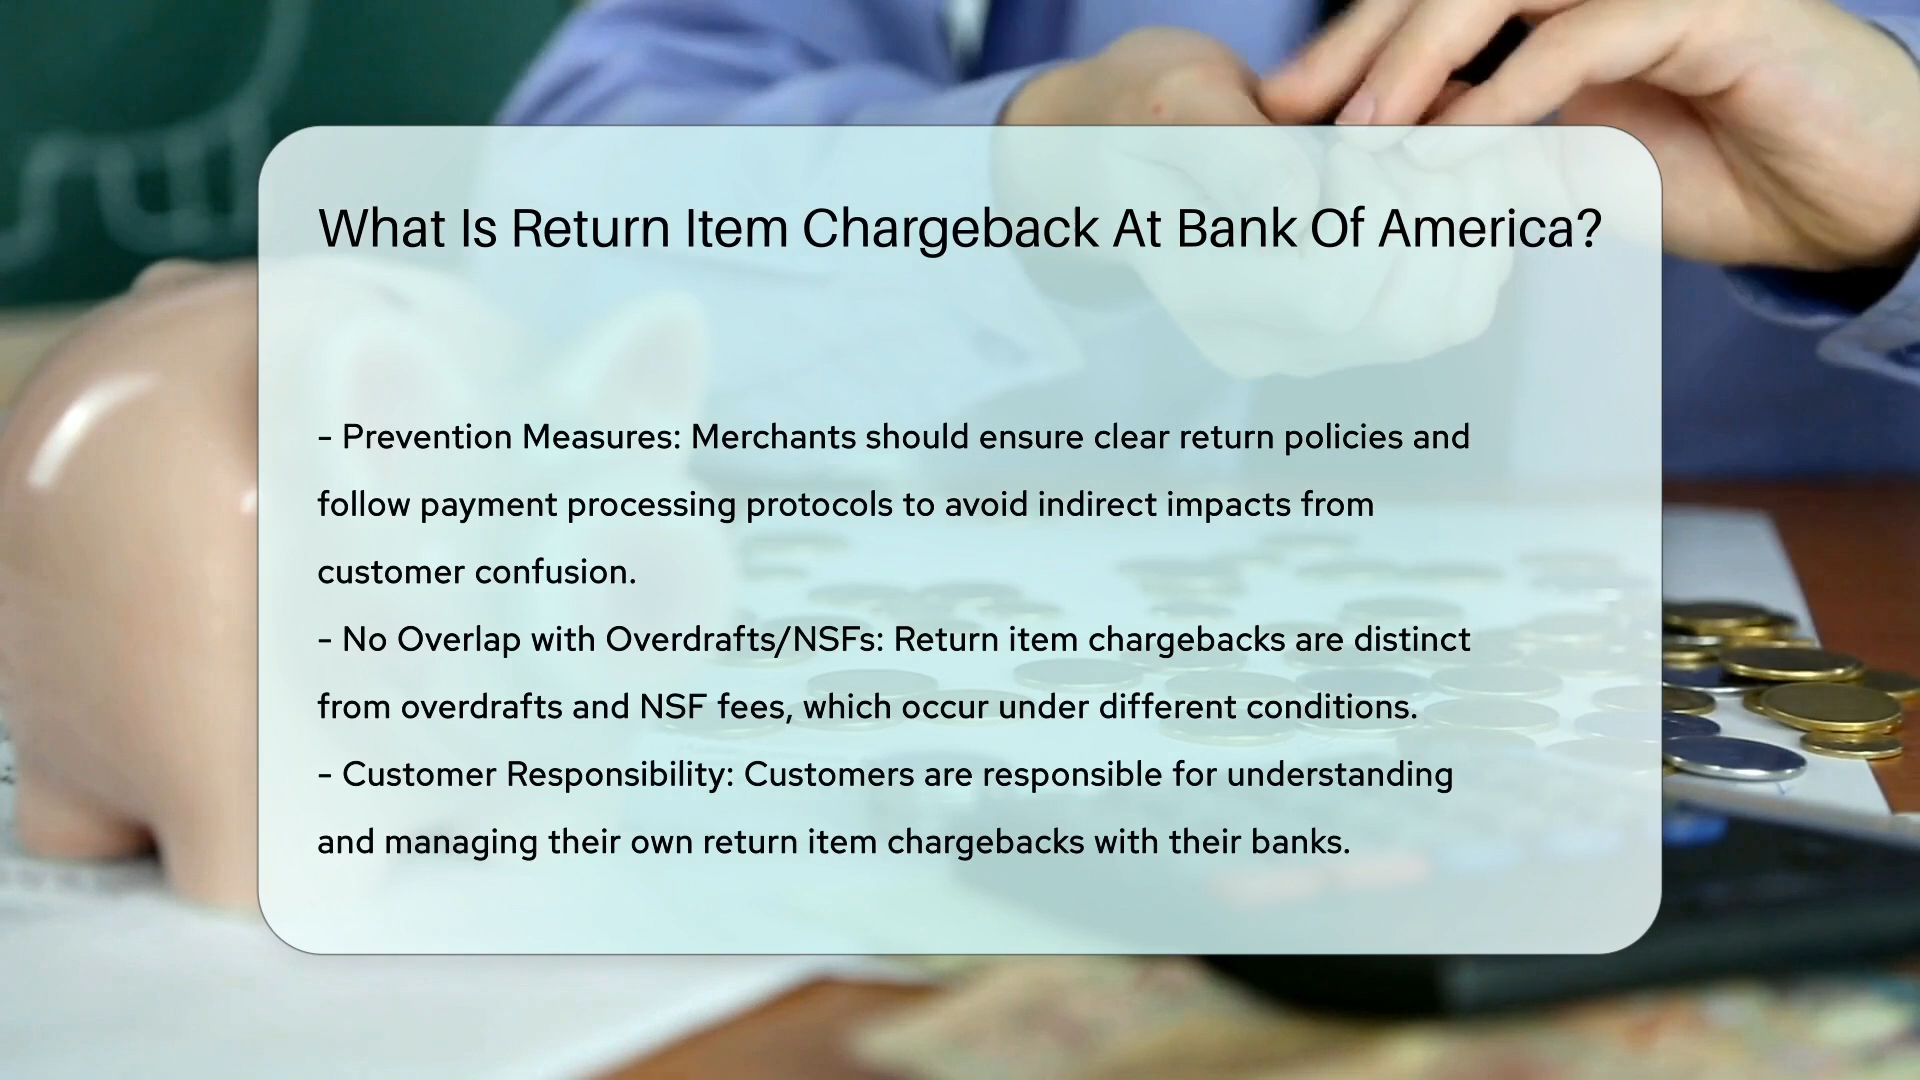 What Is Return Item Chargeback At Bank Of America?
- Prevention Measures: Merchants should ensure clear return policies and
follow payment processing protocols to avoid indirect impacts from
customer confusion.
- No Overlap with Overdrafts/NSFs: Return item chargebacks are distinct
from overdrafts and NSF fees, which occur under different conditions.
- Customer Responsibility: Customers are responsible for understanding
and managing their own return item chargebacks with their banks.